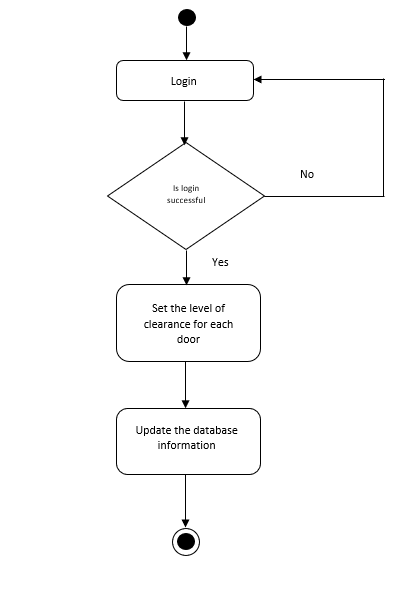 Login
Is login
successful
No
Yes
Set the level of
clearance for each
door
Update the database
information